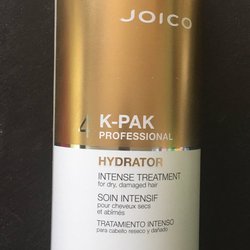 JOICO
4 K-PAK
PROFESSIONAL
HYDRATOR
INTENSE TREATMENT
for dry, damaged hair
SOIN INTENSIF
pour cheveux secs
et abîmés
TRATAMIENTO INTENSO
para cabello reseco y dañado